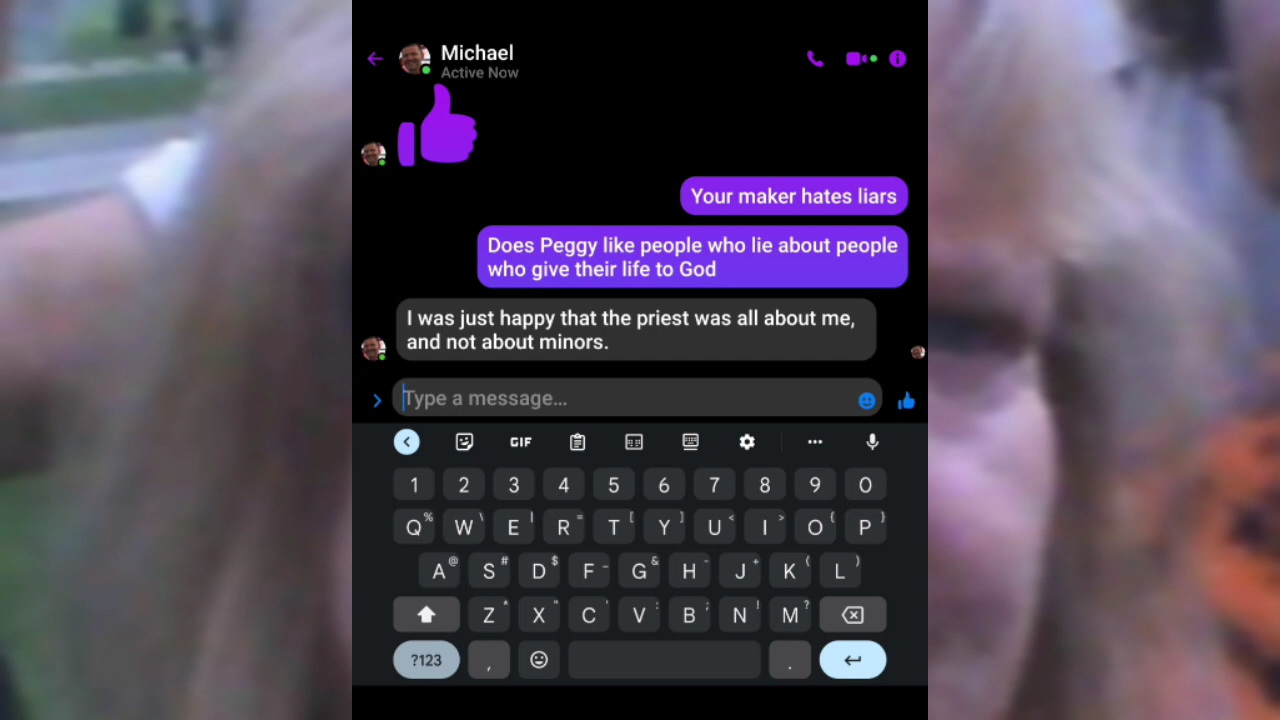 Michael
Active Now
Your maker hates liars
Does Peggy like people who lie about people
who give their life to God
I was just happy that the priest was all about me,
and not about minors.
Type a message...
GIF
1 2 3 4 5 6 7 8 9 0
Q% W\ E| R= T[ Y] U< I> O{ P}
A@ S# D$ F_ G& H- J+ K( L)
Z* X" C' V: B; N! M?
?123 , .